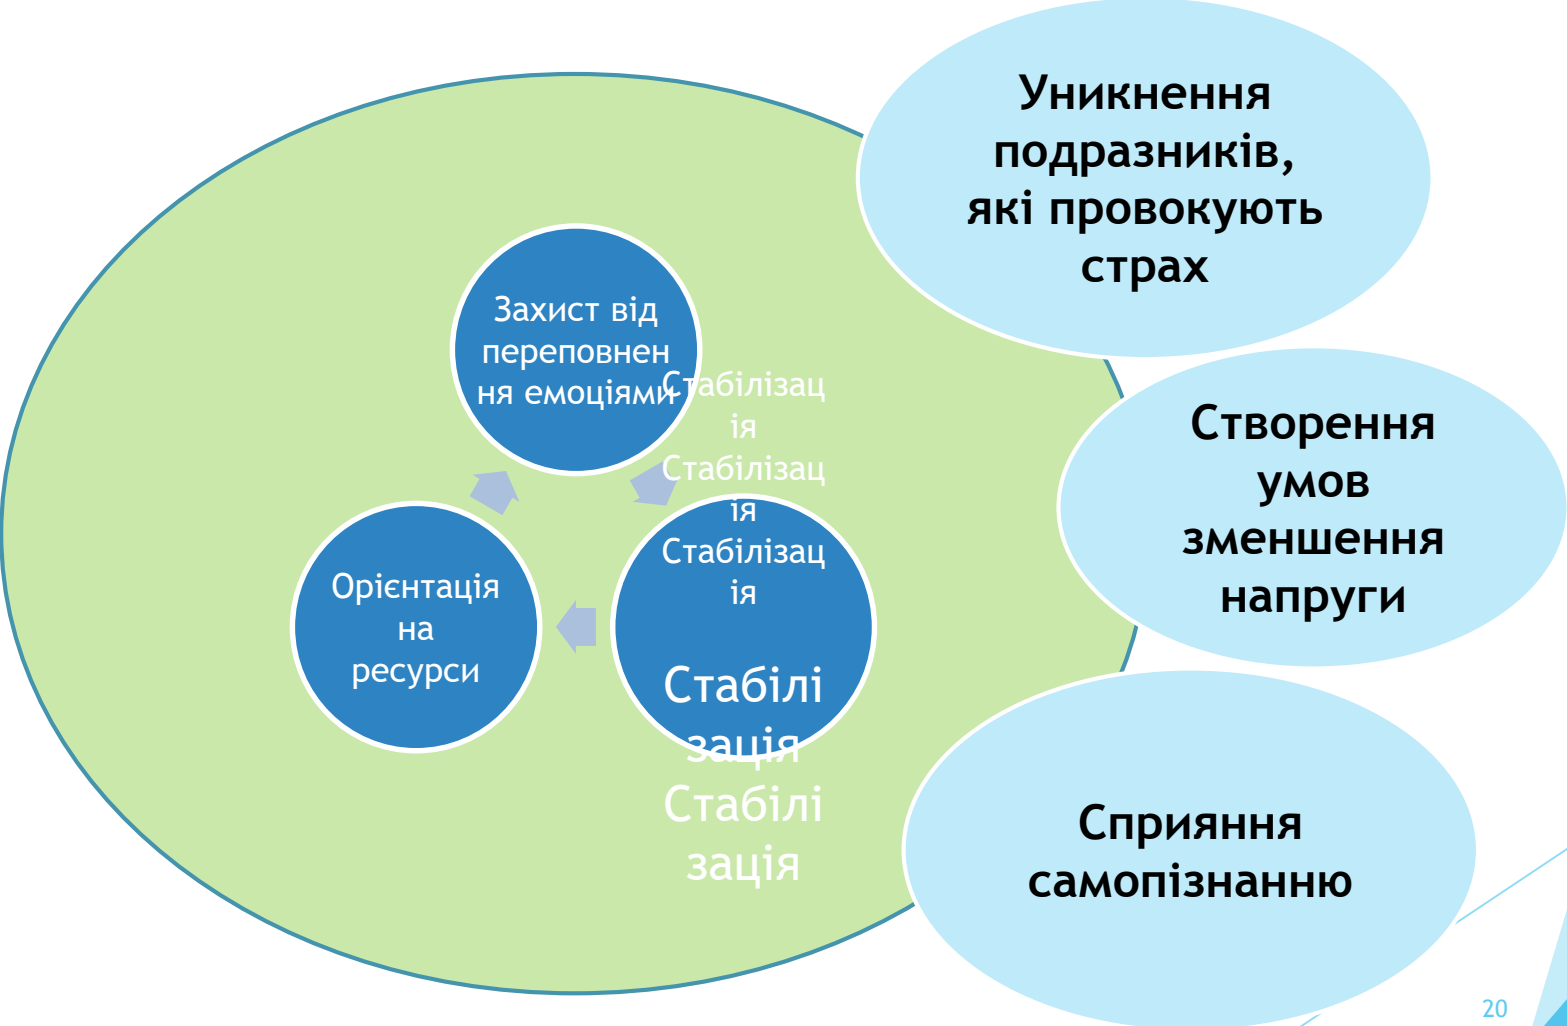 Уникнення
подразників,
які провокують
страх
Захист від
переповнен
ня емоціями
Стабілізац
ія
Стабілізац
ія
Стабілізац
ія
Стабілі
зація
Стабілі
зація
Орієнтація
на
ресурси
Створення
умов
зменшення
напруги
Сприяння
самопізнанню
20